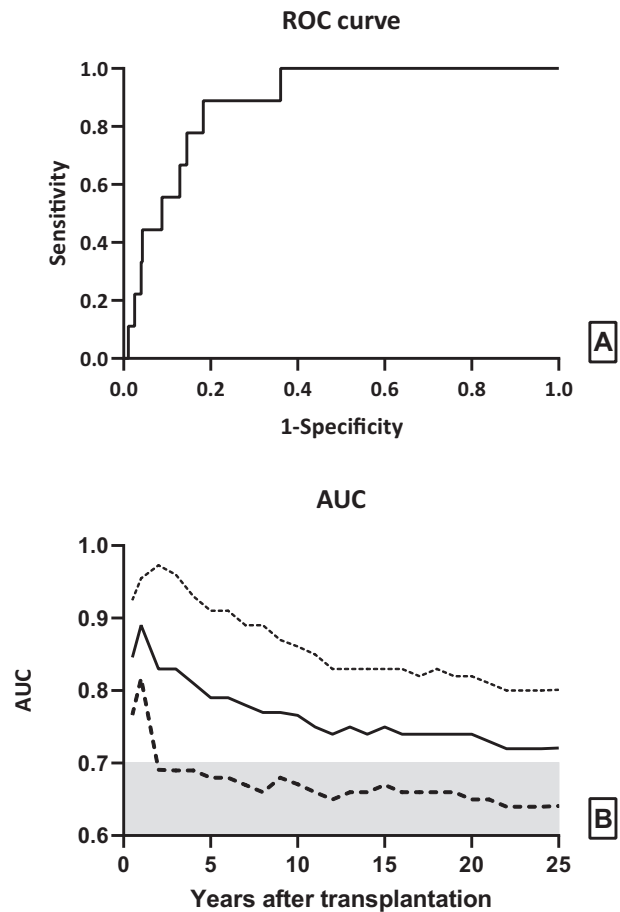 ROC curve
1.0
0.8
0.6
0.4
0.2
0.0
Sensitivity
0.0 0.2 0.4 0.6 0.8 1.0
1-Specificity
A
AUC
1.0
0.9
0.8
0.7
0.6
AUC
0 5 10 15 20 25
Years after transplantation
B